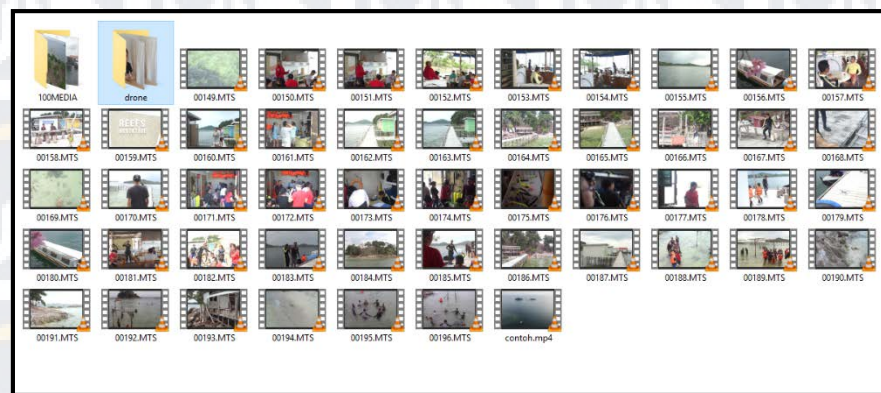 100MEDIA drone 00149.MTS 00150.MTS 00151.MTS 00152.MTS 00153.MTS 00154.MTS 00155.MTS 00156.MTS 00157.MTS
00158.MTS 00159.MTS 00160.MTS 00161.MTS 00162.MTS 00163.MTS 00164.MTS 00165.MTS 00166.MTS 00167.MTS 00168.MTS
00169.MTS 00170.MTS 00171.MTS 00172.MTS 00173.MTS 00174.MTS 00175.MTS 00176.MTS 00177.MTS 00178.MTS 00179.MTS
00180.MTS 00181.MTS 00182.MTS 00183.MTS 00184.MTS 00185.MTS 00186.MTS 00187.MTS 00188.MTS 00189.MTS 00190.MTS
00191.MTS 00192.MTS 00193.MTS 00194.MTS 00195.MTS 00196.MTS contoh.mp4